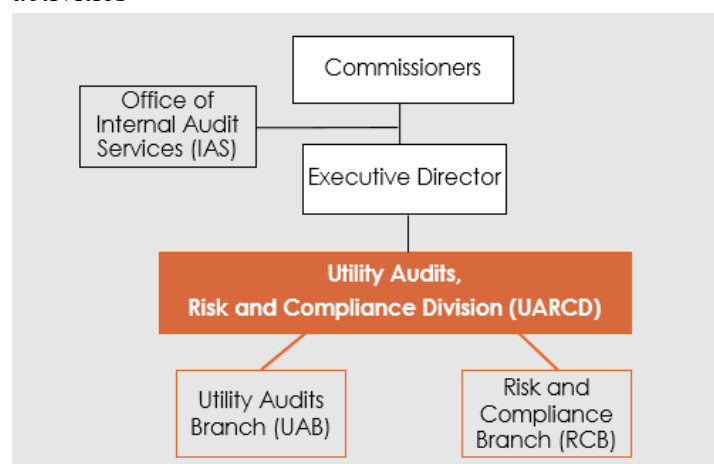 Commissioners
Office of
Internal Audit
Services (IAS)
Executive Director
Utility Audits,
Risk and Compliance Division (UARCD)
Utility Audits
Branch (UAB)
Risk and
Compliance
Branch (RCB)